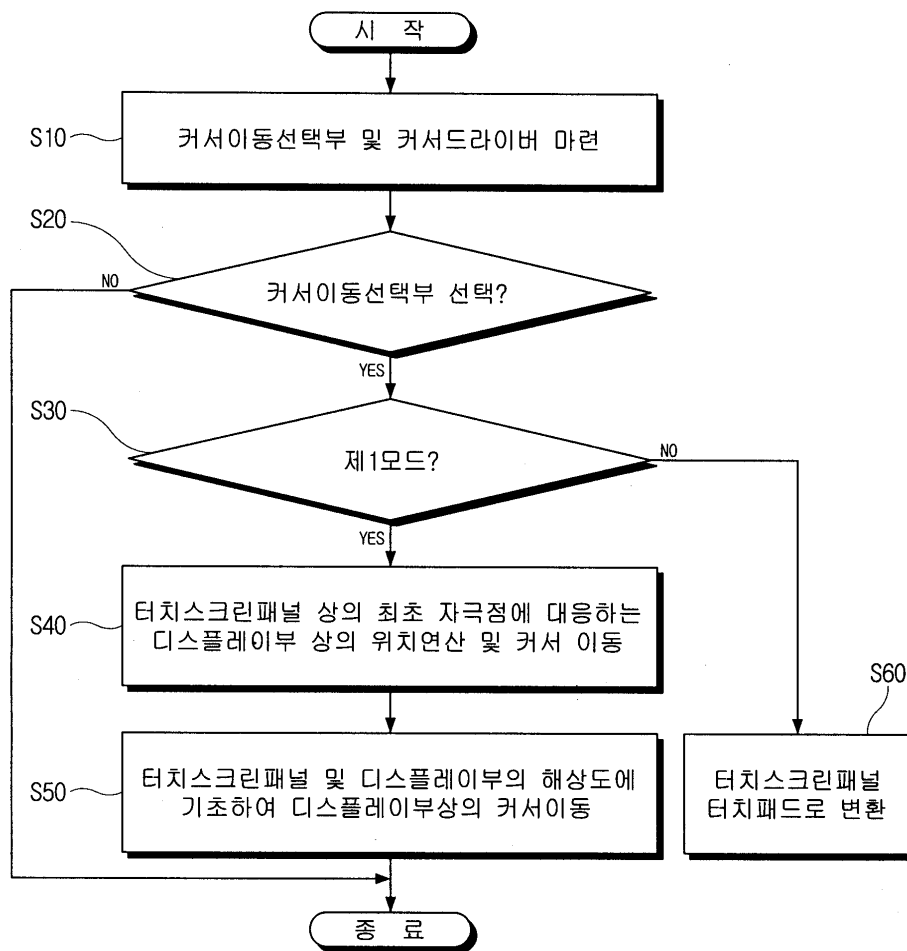 시 작
S10
커서이동선택부 및 커서드라이버 마련
S20
NO
커서이동선택부 선택?
YES
S30
제1모드?
NO
YES
S40
터치스크린패널 상의 최초 자극점에 대응하는
디스플레이부 상의 위치연산 및 커서 이동
S50
터치스크린패널 및 디스플레이부의 해상도에
기초하여 디스플레이부상의 커서이동
S60
터치스크린패널
터치패드로 변환
종 료